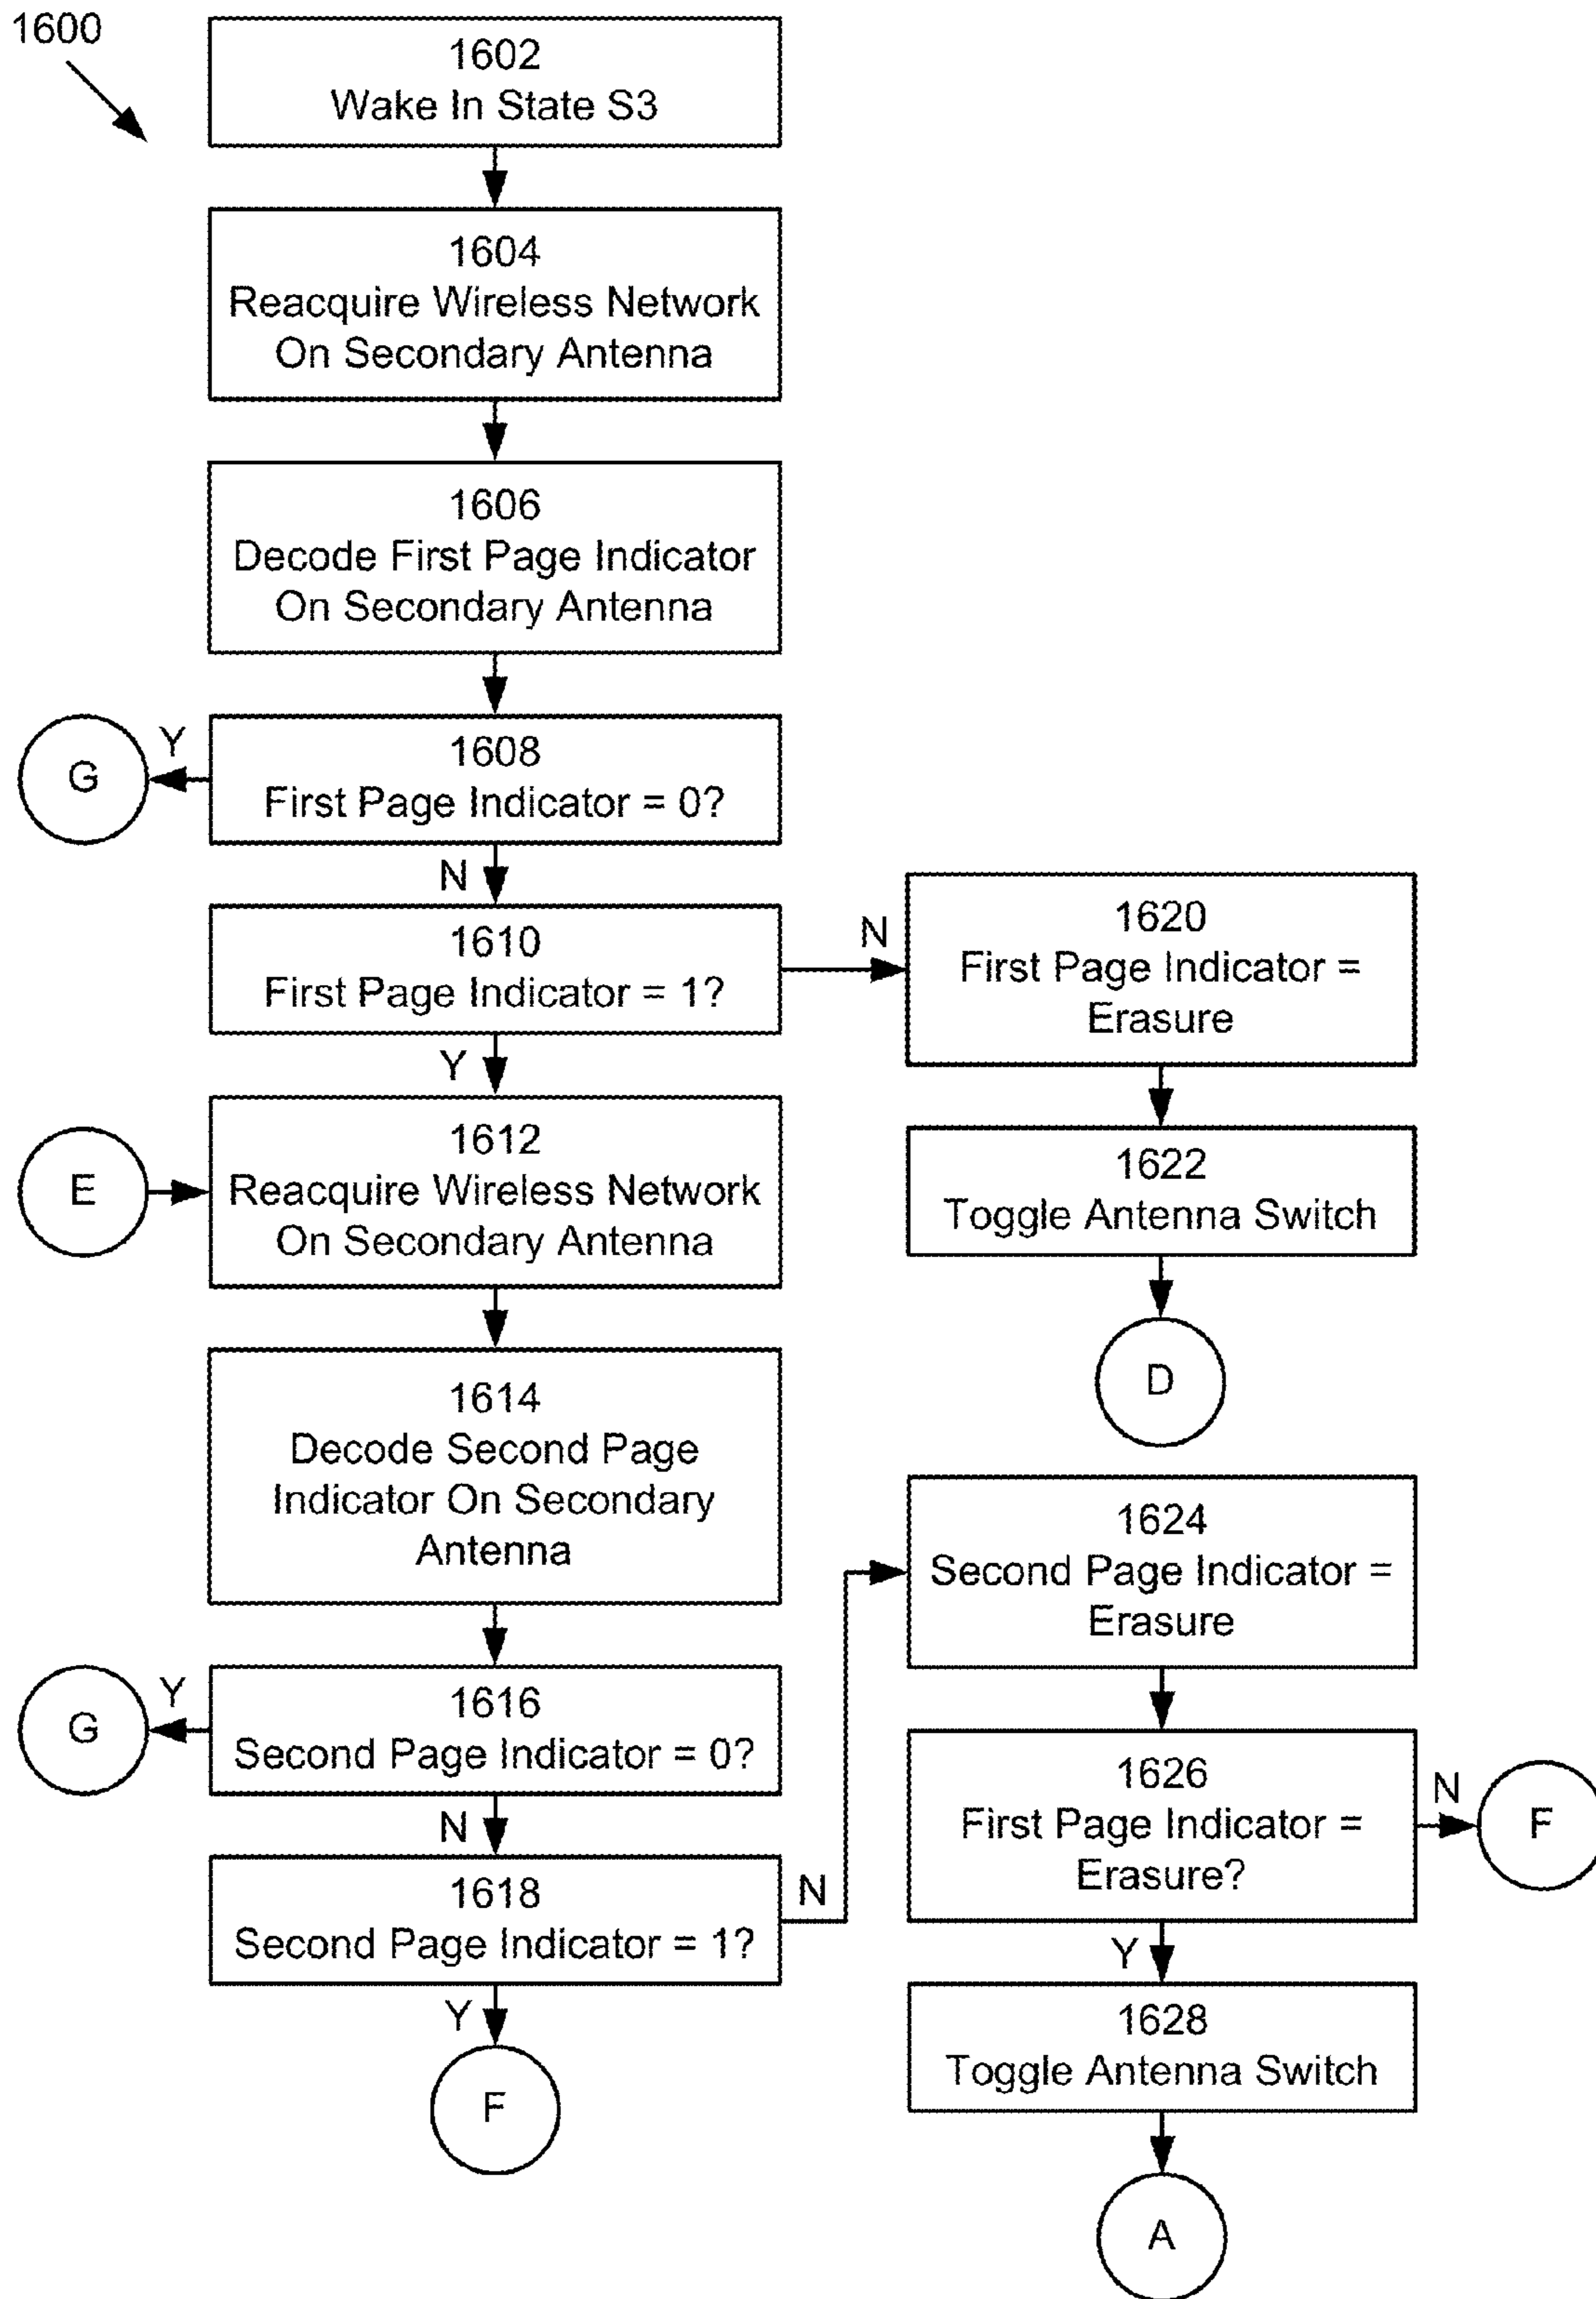 1600
1602
Wake In State S3
1604
Reacquire Wireless Network
On Secondary Antenna
1606
Decode First Page Indicator
On Secondary Antenna
G
Y
1608
First Page Indicator = 0?
N
1610
First Page Indicator = 1?
N
1620
First Page Indicator =
Erasure
Y
1622
Toggle Antenna Switch
D
E
1612
Reacquire Wireless Network
On Secondary Antenna
1614
Decode Second Page
Indicator On Secondary
Antenna
G
Y
1616
Second Page Indicator = 0?
N
1618
Second Page Indicator = 1?
N
Y
F
1624
Second Page Indicator =
Erasure
1626
First Page Indicator =
Erasure?
N
F
Y
1628
Toggle Antenna Switch
A